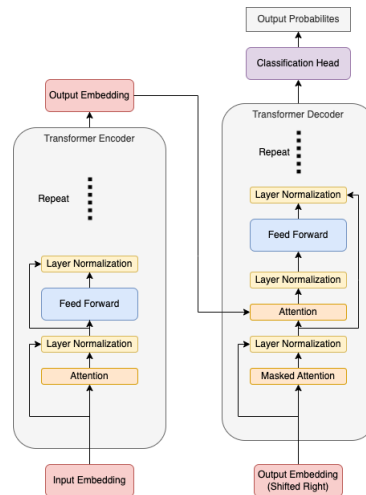 Output Probabilites
Classification Head
Output Embedding
Transformer Encoder
Repeat
Layer Normalization
Feed Forward
Layer Normalization
Attention
Input Embedding
Transformer Decoder
Repeat
Layer Normalization
Feed Forward
Layer Normalization
Attention
Layer Normalization
Masked Attention
Output Embedding
(Shifted Right)